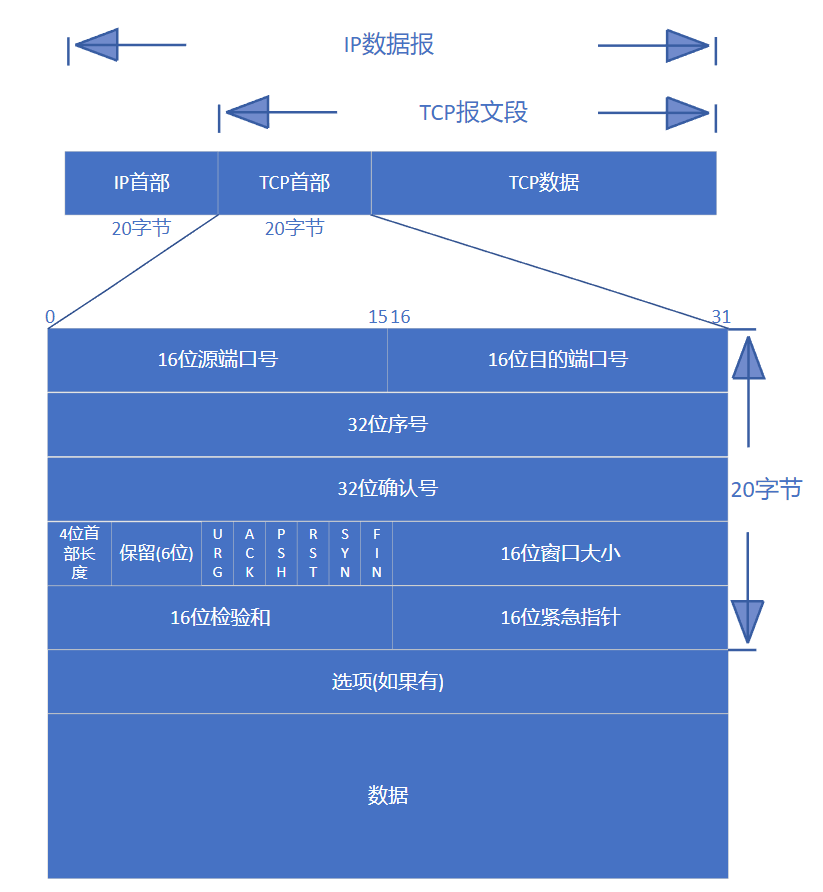 IP数据报
TCP报文段
IP首部
TCP首部
TCP数据
20字节
20字节
0
15
16
31
16位源端口号
16位目的端口号
32位序号
32位确认号
20字节
4位首
部长
度
保留(6位)
URG
ACK
PSH
RST
SYN
FIN
16位窗口大小
16位检验和
16位紧急指针
选项(如果有)
数据